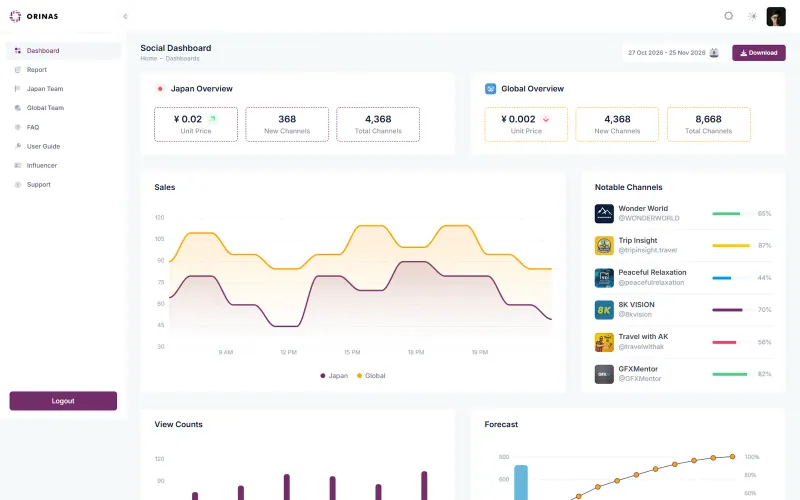 ORINAS
Dashboard
Report
Japan Team
Global Team
FAQ
User Guide
Influencer
Support
Logout
Social Dashboard
Home - Dashboards
27 Oct 2026 - 25 Nov 2026
Download
Japan Overview
¥ 0.02
Unit Price
368
New Channels
4,368
Total Channels
Global Overview
¥ 0.002
Unit Price
4,368
New Channels
8,668
Total Channels
Sales
120
105
90
75
60
45
30
9 AM
12 PM
15 PM
18 PM
19 PM
Japan
Global
Notable Channels
Wonder World
@WONDERWORLD
65%
Trip Insight
@tripinsight.travel
87%
Peaceful Relaxation
@peacefulrelaxation
44%
8K
8K VISION
@8kvision
70%
Travel with AK
@travelwithak
56%
GFXMentor
@GFXMentor
82%
View Counts
120
90
Forecast
800
600
100%
80%
60%